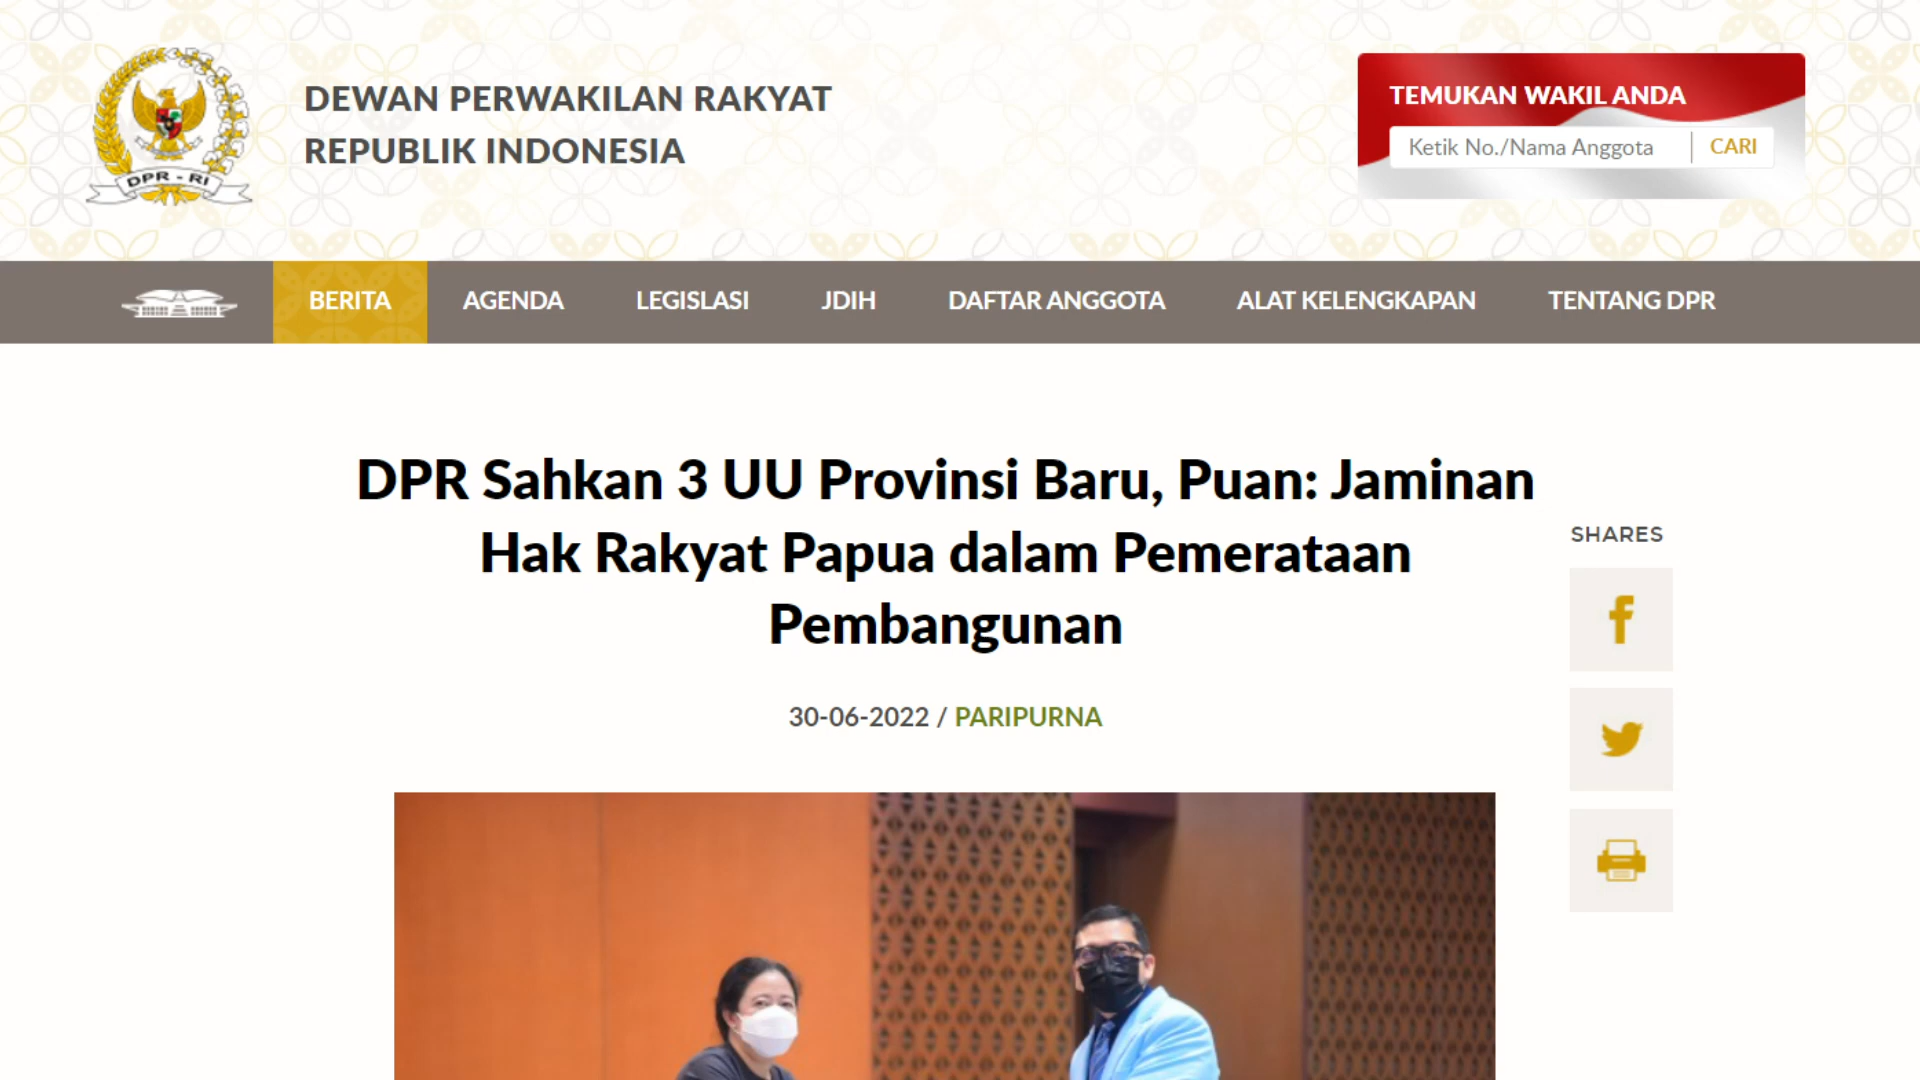 DPR - RI
DEWAN PERWAKILAN RAKYAT
REPUBLIK INDONESIA
TEMUKAN WAKIL ANDA
Ketik No./Nama Anggota
CARI
BERITA
AGENDA
LEGISLASI
JDIH
DAFTAR ANGGOTA
ALAT KELENGKAPAN
TENTANG DPR
DPR Sahkan 3 UU Provinsi Baru, Puan: Jaminan
Hak Rakyat Papua dalam Pemerataan
Pembangunan
30-06-2022 / PARIPURNA
SHARES